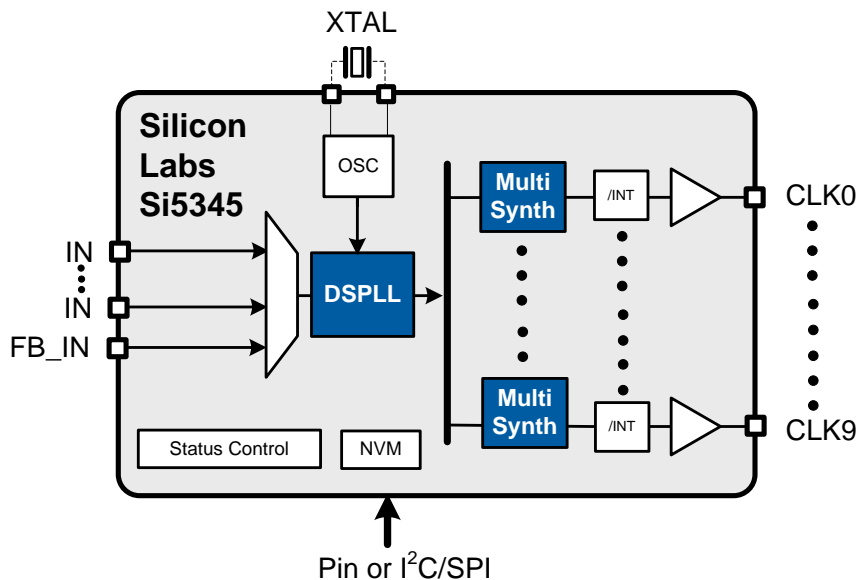 XTAL
Silicon
Labs
Si5345
OSC
IN
IN
FB_IN
DSPLL
Multi
Synth
/INT
CLK0
Multi
Synth
/INT
CLK9
Status Control
NVM
Pin or I²C/SPI